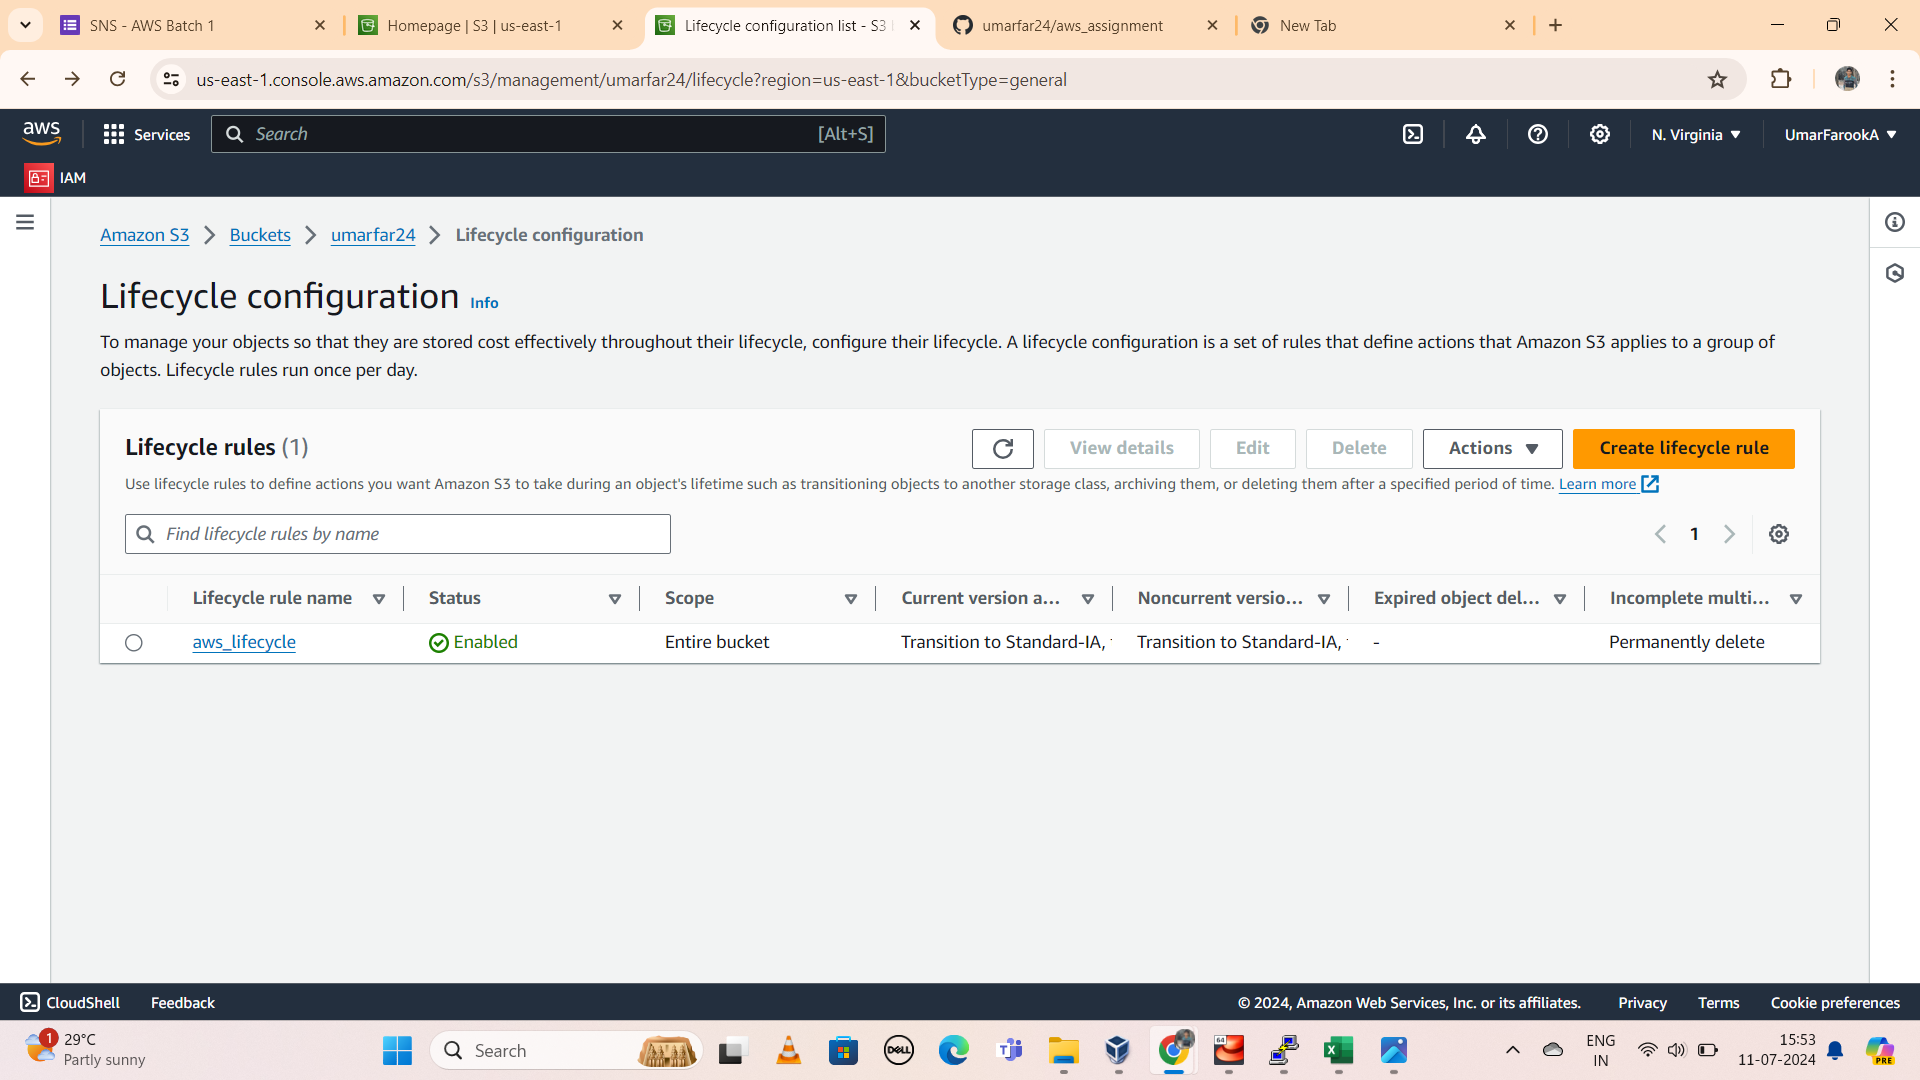 SNS - AWS Batch 1
Homepage | S3 | us-east-1
Lifecycle configuration list - S3
umarfar24/aws_assignment
New Tab
us-east-1.console.aws.amazon.com/s3/management/umarfar24/lifecycle?region=us-east-1&bucketType=general
aws
Services
Search
[Alt+S]
N. Virginia
UmarFarookA
IAM
Amazon S3
Buckets
umarfar24
Lifecycle configuration
Lifecycle configuration Info
To manage your objects so that they are stored cost effectively throughout their lifecycle, configure their lifecycle. A lifecycle configuration is a set of rules that define actions that Amazon S3 applies to a group of
objects. Lifecycle rules run once per day.
Lifecycle rules (1)
View details
Edit
Delete
Actions
Create lifecycle rule
Use lifecycle rules to define actions you want Amazon S3 to take during an object's lifetime such as transitioning objects to another storage class, archiving them, or deleting them after a specified period of time. Learn more
Find lifecycle rules by name
1
Lifecycle rule name
Status
Scope
Current version a...
Noncurrent versio...
Expired object del...
Incomplete multi...
aws_lifecycle
Enabled
Entire bucket
Transition to Standard-IA,
Transition to Standard-IA,
-
Permanently delete
CloudShell
Feedback
© 2024, Amazon Web Services, Inc. or its affiliates.
Privacy
Terms
Cookie preferences
1
29°C
Partly sunny
Search
DELL
64
ENG
IN
15:53
11-07-2024
PRE